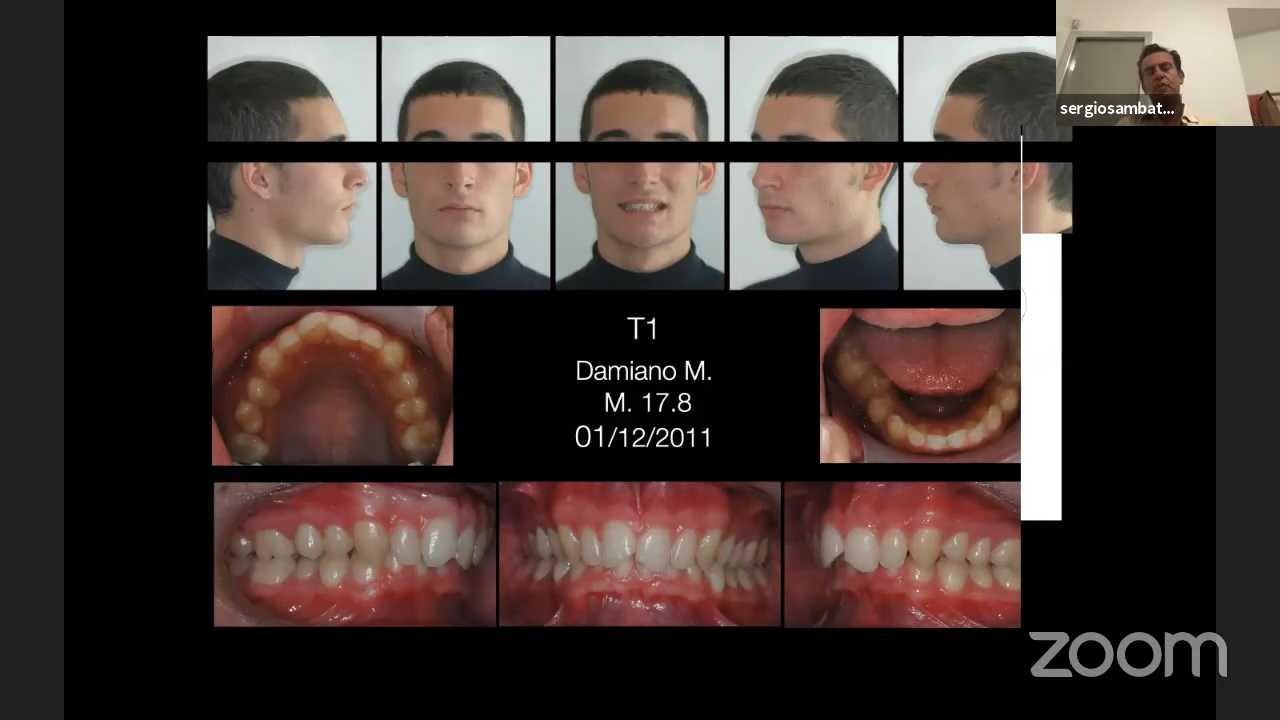 sergiosambat...
T1
Damiano M.
M. 17.8
01/12/2011
zoom